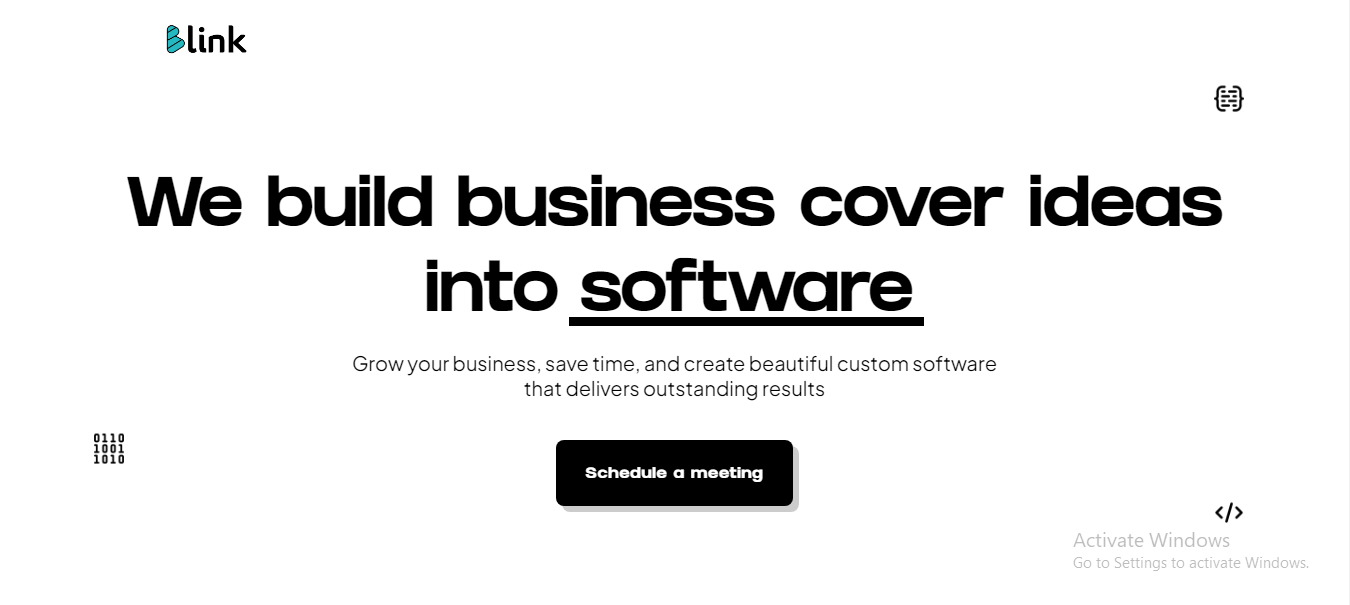 Blink
We build business cover ideas
into software
Grow your business, save time, and create beautiful custom software
that delivers outstanding results
0110
1001
1010
Schedule a meeting
</>
Activate Windows
Go to Settings to activate Windows.